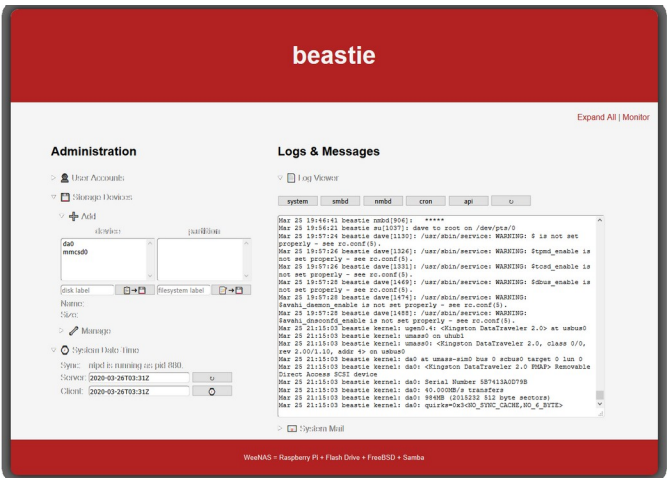 beastie
Expand All | Monitor
Administration
User Accounts
Storage Devices
Add
device partition
da0
mmcsd0
disk label
filesystem label
Name:
Size:
Manage
System Date-Time
Sync: ntpd is running as pid 880.
Server: 2020-03-26T03:31Z
Client: 2020-03-26T03:31Z
Logs & Messages
Log Viewer
system smbd nmbd cron api
Mar 25 19:46:41 beastie nmbd[906]: *****
Mar 25 19:56:21 beastie su[1037]: dave to root on /dev/pts/0
Mar 25 19:57:24 beastie dave[1130]: /usr/sbin/service: WARNING: $ is not set
properly - see rc.conf(5).
Mar 25 19:57:26 beastie dave[1326]: /usr/sbin/service: WARNING: $tpmd_enable is
not set properly - see rc.conf(5).
Mar 25 19:57:26 beastie dave[1331]: /usr/sbin/service: WARNING: $tcsd_enable is
not set properly - see rc.conf(5).
Mar 25 19:57:28 beastie dave[1469]: /usr/sbin/service: WARNING: $dbus_enable is
not set properly - see rc.conf(5).
Mar 25 19:57:28 beastie dave[1474]: /usr/sbin/service: WARNING:
$avahi_daemon_enable is not set properly - see rc.conf(5).
Mar 25 19:57:28 beastie dave[1488]: /usr/sbin/service: WARNING:
$avahi_dnsconfd_enable is not set properly - see rc.conf(5).
Mar 25 21:15:03 beastie kernel: ugen0.4: <Kingston DataTraveler 2.0> at usbus0
Mar 25 21:15:03 beastie kernel: umass0 on uhub1
Mar 25 21:15:03 beastie kernel: umass0: <Kingston DataTraveler 2.0, class 0/0,
rev 2.00/1.10, addr 4> on usbus0
Mar 25 21:15:03 beastie kernel: da0 at umass-sim0 bus 0 scbus0 target 0 lun 0
Mar 25 21:15:03 beastie kernel: da0: <Kingston DataTraveler 2.0 PMAP> Removable
Direct Access SCSI device
Mar 25 21:15:03 beastie kernel: da0: Serial Number 5B7413A0D79B
Mar 25 21:15:03 beastie kernel: da0: 40.000MB/s transfers
Mar 25 21:15:03 beastie kernel: da0: 984MB (2015232 512 byte sectors)
Mar 25 21:15:03 beastie kernel: da0: quirks=0x3<NO_SYNC_CACHE,NO_6_BYTE>
System Mail
WeeNAS = Raspberry PI + Flash Drive + FreeBSD + Samba